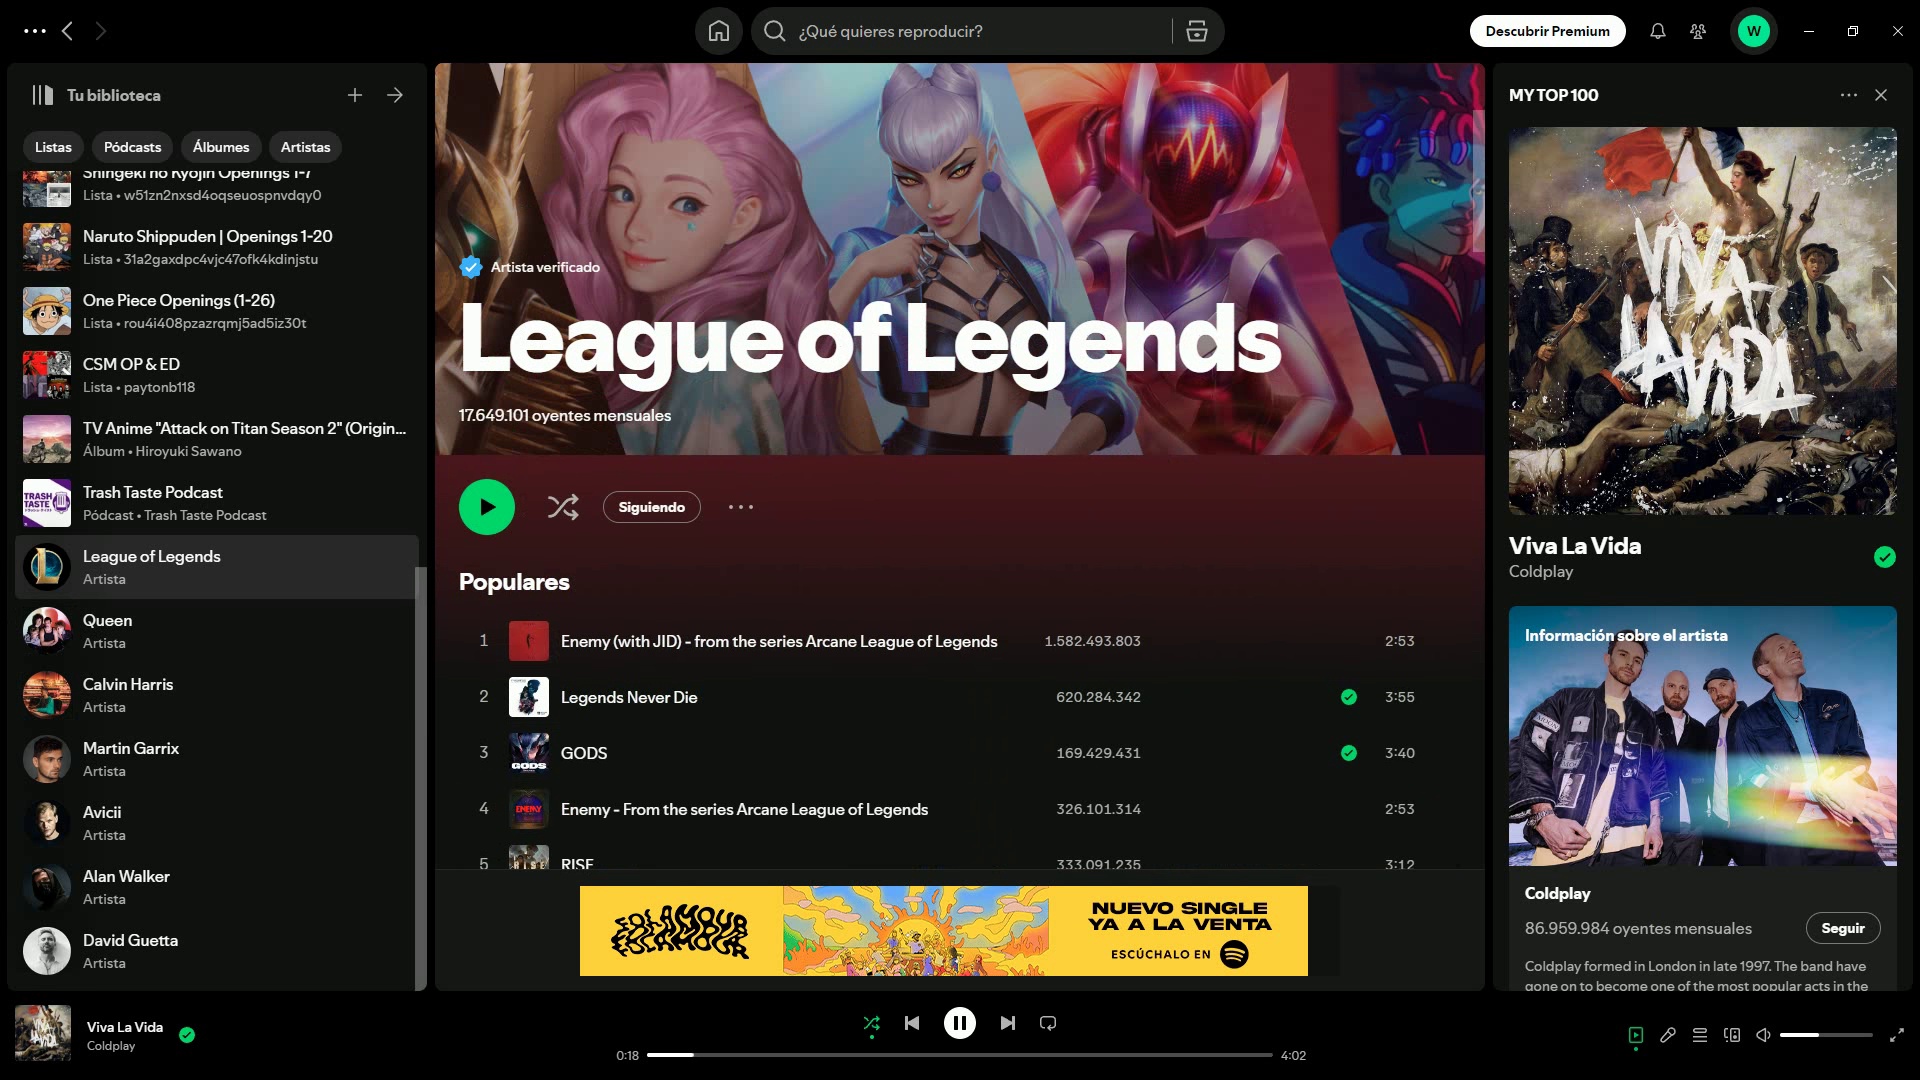 ¿Qué quieres reproducir?
Descubrir Premium
W
Tu biblioteca
Listas
Pódcasts
Álbumes
Artistas
Shingeki no Kyojin Openings 1-7
Lista • w51zn2nxsd4oqseuospnvdqy0
Naruto Shippuden | Openings 1-20
Lista • 31a2gaxdpc4vjc47ofk4kdinjstu
One Piece Openings (1-26)
Lista • rou4i408pzazrqmj5ad5iz30t
CSM OP & ED
Lista • paytonb118
TV Anime "Attack on Titan Season 2" (Origin...
Álbum • Hiroyuki Sawano
TRASH TASTE
Trash Taste Podcast
Pódcast • Trash Taste Podcast
League of Legends
Artista
Queen
Artista
Calvin Harris
Artista
Martin Garrix
Artista
Avicii
Artista
Alan Walker
Artista
David Guetta
Artista
Artista verificado
League of Legends
17.649.101 oyentes mensuales
Siguiendo
Populares
1 Enemy (with JID) - from the series Arcane League of Legends 1.582.493.803 2:53
2 Legends Never Die 620.284.342 3:55
3 GODS GODS 169.429.431 3:40
4 ENEMY Enemy - From the series Arcane League of Legends 326.101.314 2:53
5 RISE RISE 333.091.235 3:12
FOLAMOUR
NUEVO SINGLE
YA A LA VENTA
ESCÚCHALO EN
MY TOP 100
VIVA
LA VIDA
Viva La Vida
Coldplay
Información sobre el artista
Coldplay
86.959.984 oyentes mensuales
Seguir
Coldplay formed in London in late 1997. The band have
gone on to become one of the most popular acts in the
Viva La Vida
Coldplay
0:18
4:02